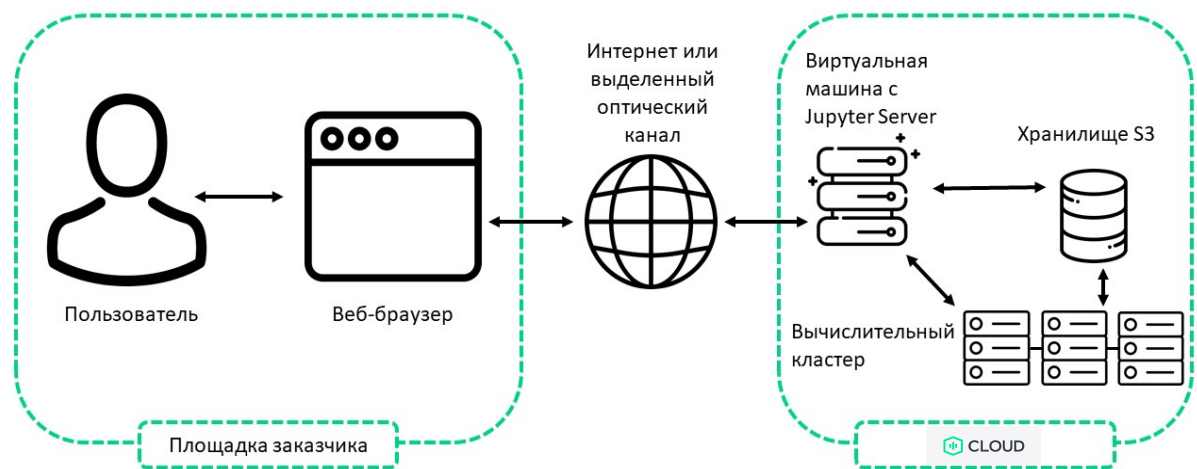 Интернет или
выделенный
оптический
канал
Виртуальная
машина с
Jupyter Server
Хранилище S3
Пользователь
Веб-браузер
Вычислительный
кластер
Площадка заказчика
CLOUD